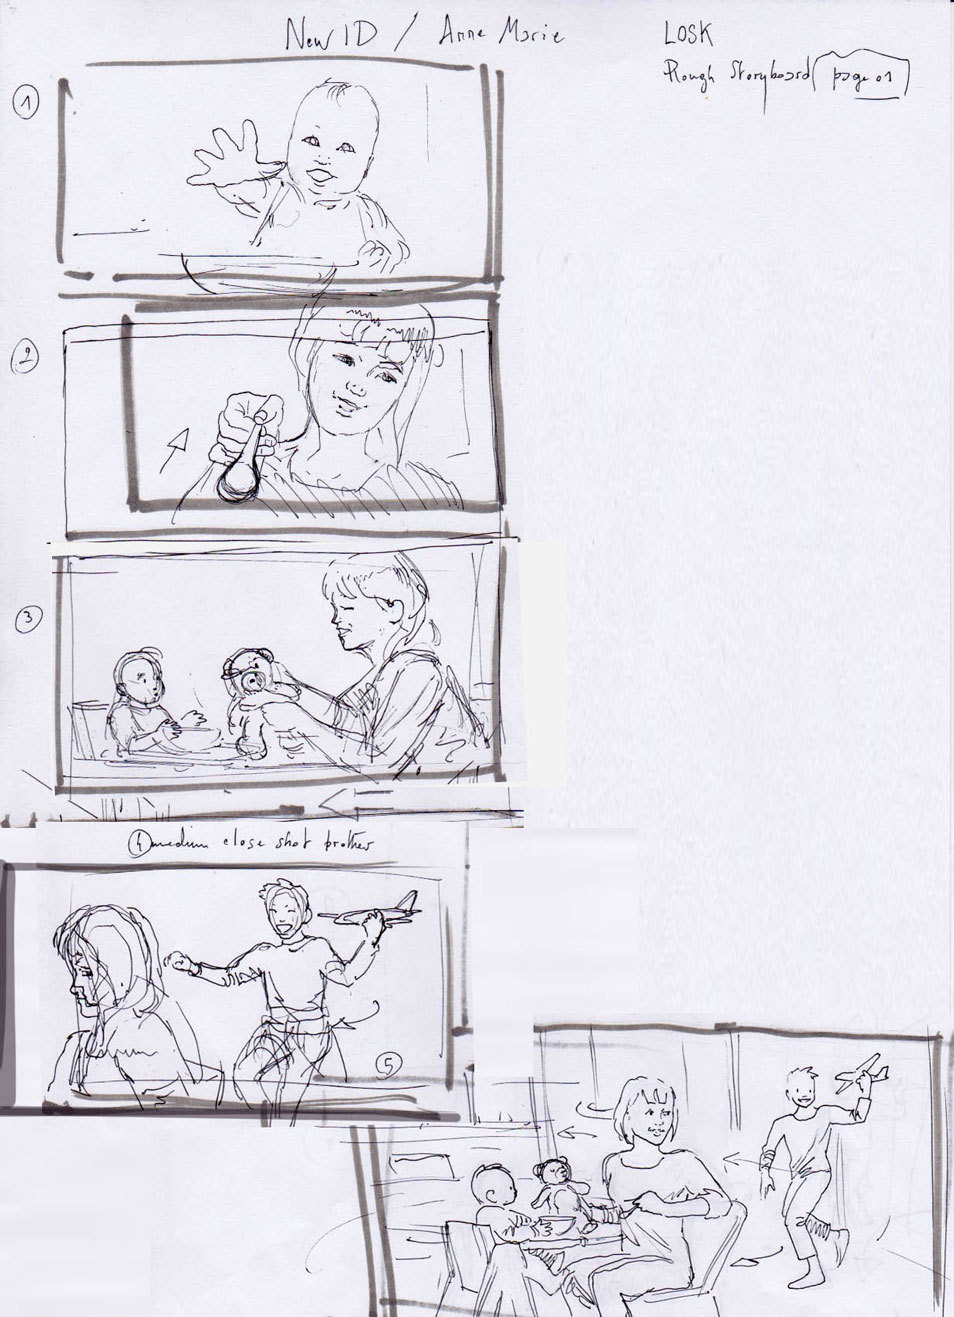 New ID / Anne Marie
LOSK
Rough Storyboard page 01
1
2
3
4 medium close shot brother
5